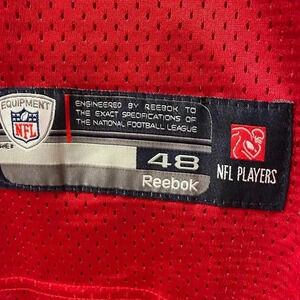 EQUIPMENT
NFL
ENGINEERED BY REEBOK TO
THE EXACT SPECIFICATIONS OF
THE NATIONAL FOOTBALL LEAGUE
48
Reebok
NFL PLAYERS